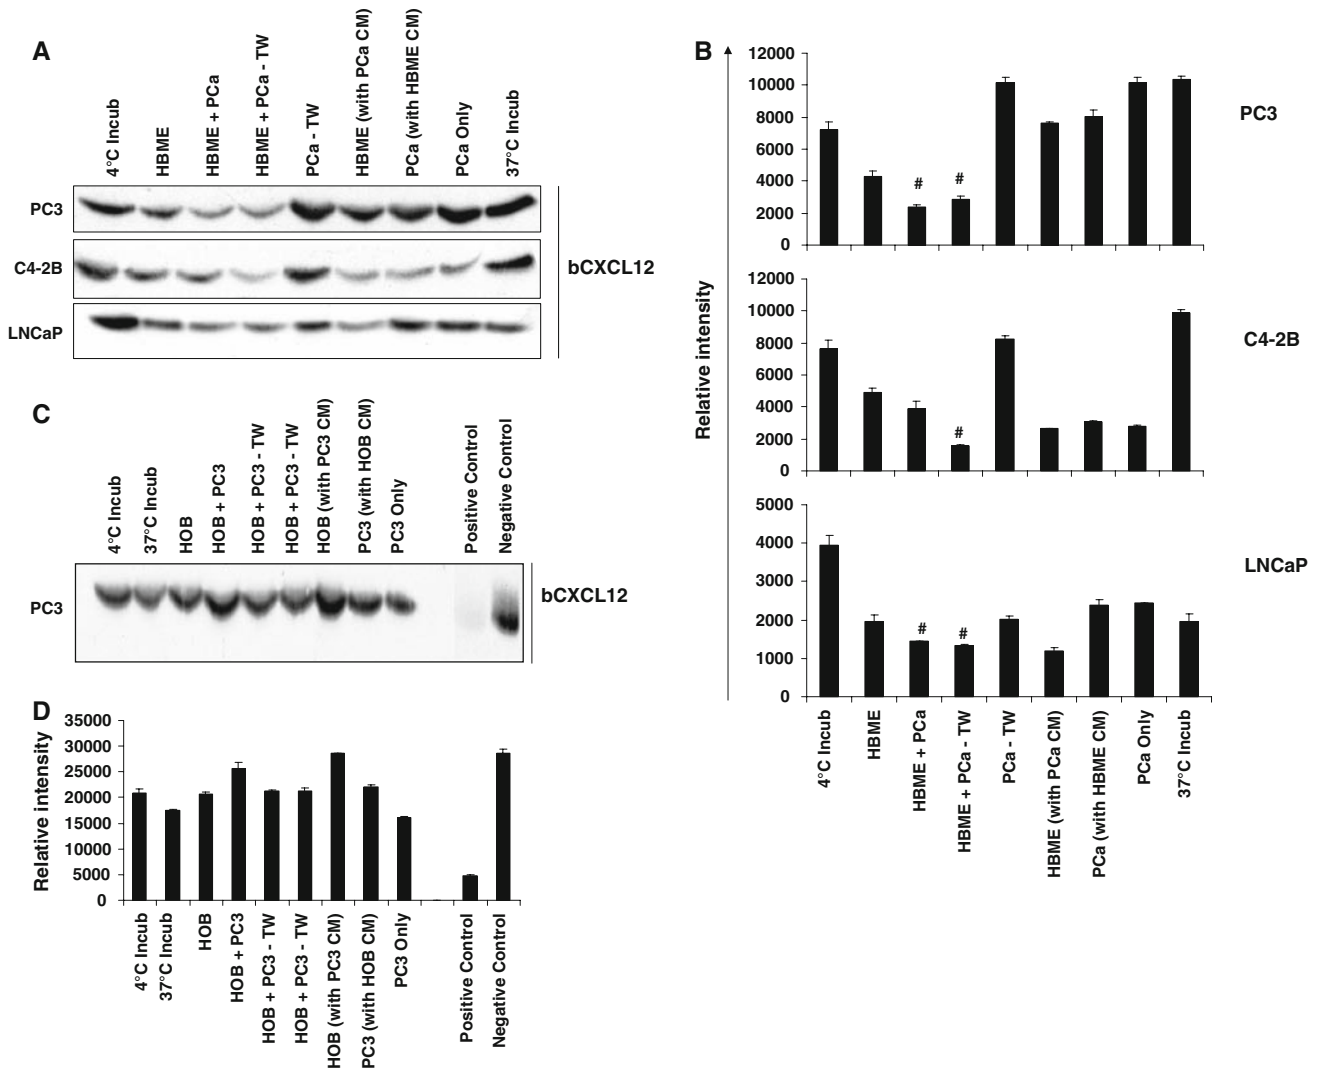 A
4°C Incub
HBME
HBME + PCa
HBME + PCa - TW
PCa - TW
HBME (with PCa CM)
PCa (with HBME CM)
PCa Only
37°C Incub
PC3
C4-2B
LNCaP
bCXCL12
B
Relative intensity
12000
10000
8000
6000
4000
2000
0
#
#
PC3
12000
10000
8000
6000
4000
2000
0
#
C4-2B
5000
4000
3000
2000
1000
0
#
#
LNCaP
4°C Incub
HBME
HBME + PCa
HBME + PCa - TW
PCa - TW
HBME (with PCa CM)
PCa (with HBME CM)
PCa Only
37°C Incub
C
4°C Incub
37°C Incub
HOB
HOB + PC3
HOB + PC3 - TW
HOB + PC3 - TW
HOB (with PC3 CM)
PC3 (with HOB CM)
PC3 Only
Positive Control
Negative Control
PC3
bCXCL12
D
Relative intensity
35000
30000
25000
20000
15000
10000
5000
0
4°C Incub
37°C Incub
HOB
HOB + PC3
HOB + PC3 - TW
HOB + PC3 - TW
HOB (with PC3 CM)
PC3 (with HOB CM)
PC3 Only
Positive Control
Negative Control